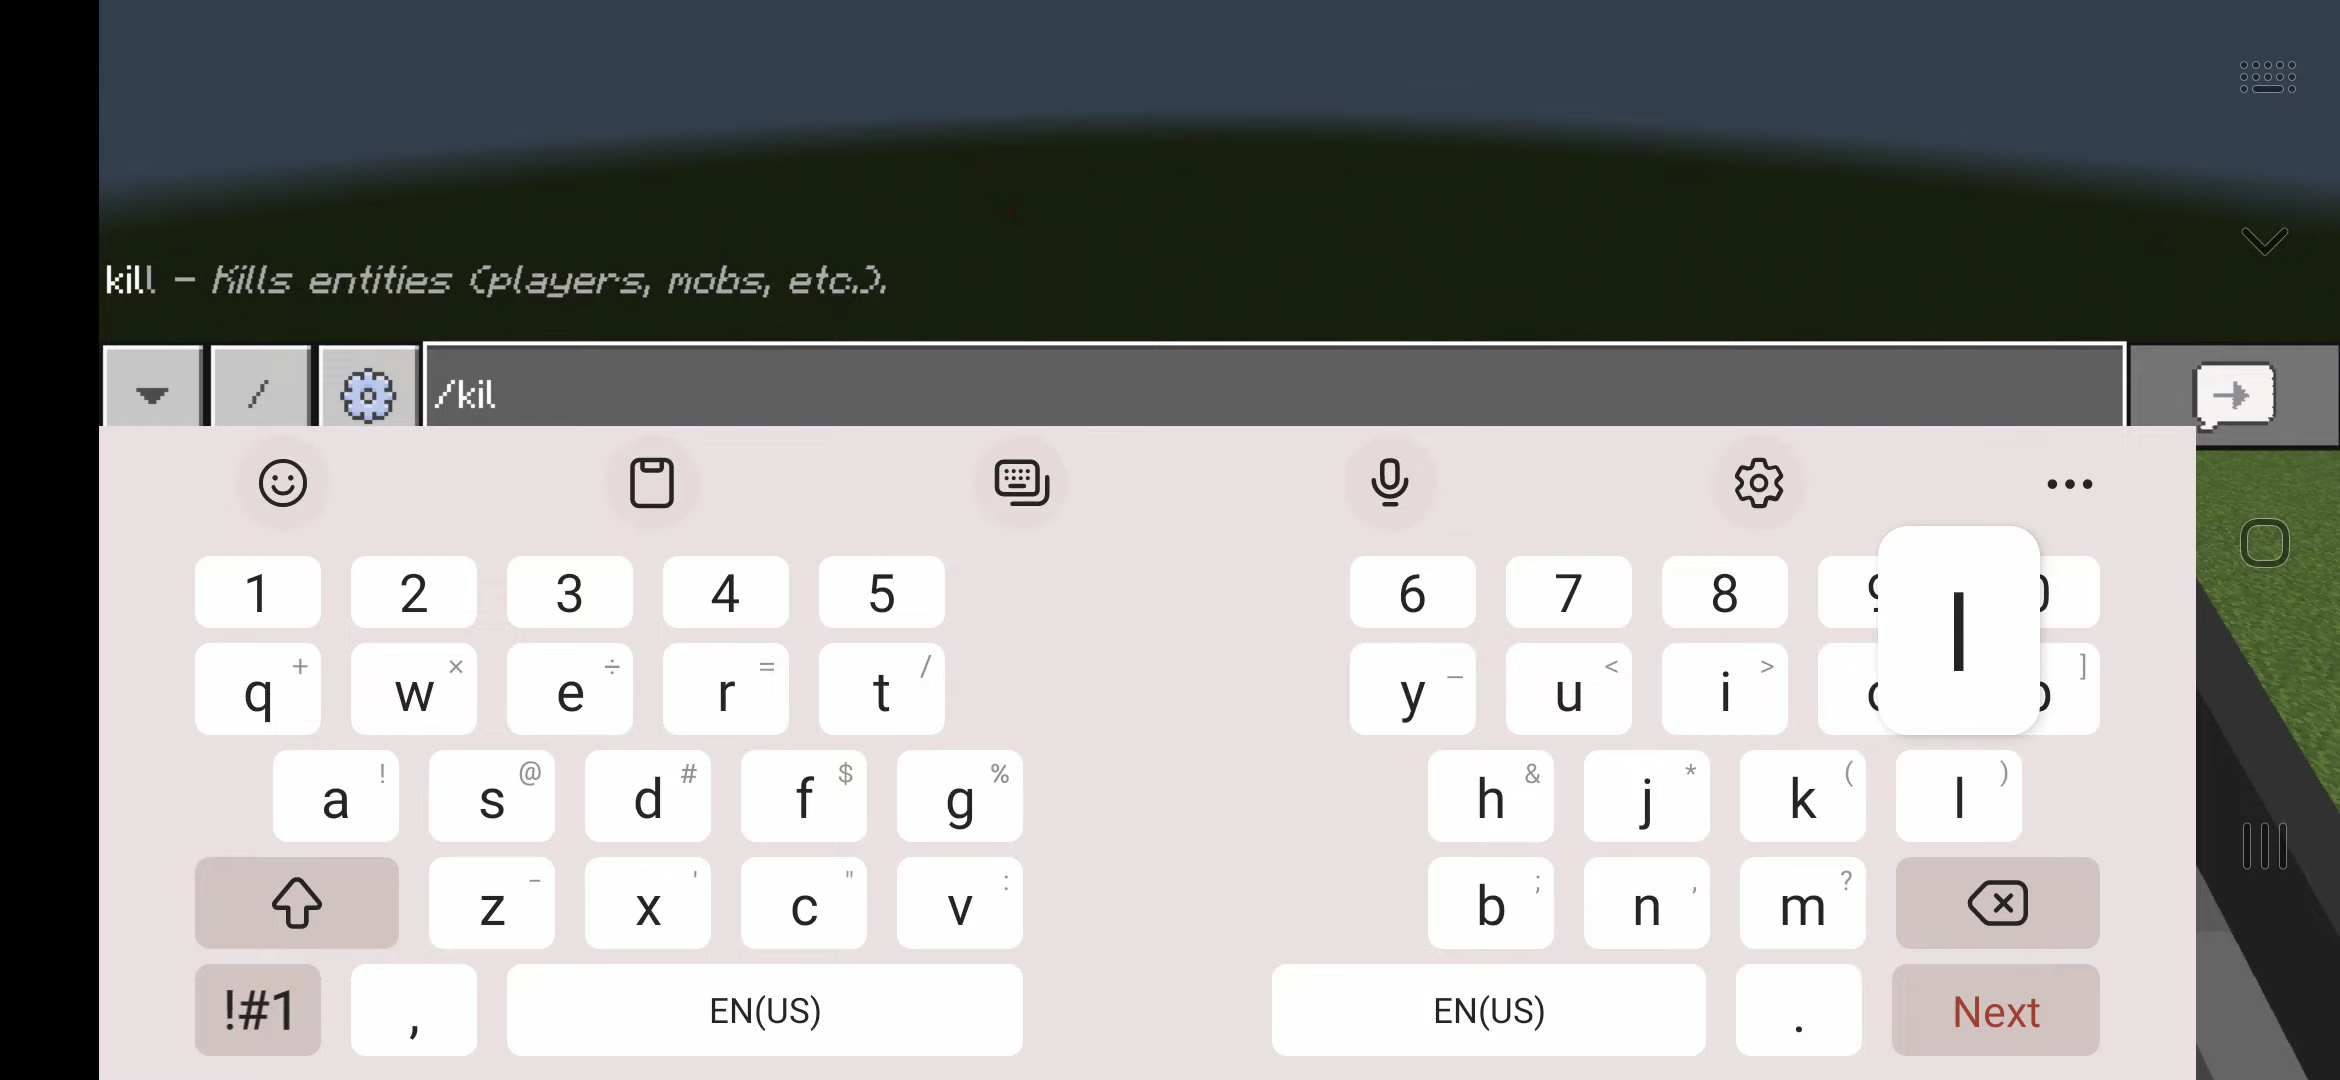 kill - Kills entities (players, mobs, etc.).
/ /kil
1 2 3 4 5 6 7 8
q + w × e ÷ r = t / y _ u < i > ]
l
a ! s @ d # f $ g % h & j * k ( l )
z - x ' c " v : b ; n , m ?
!#1 , EN(US) EN(US) . Next